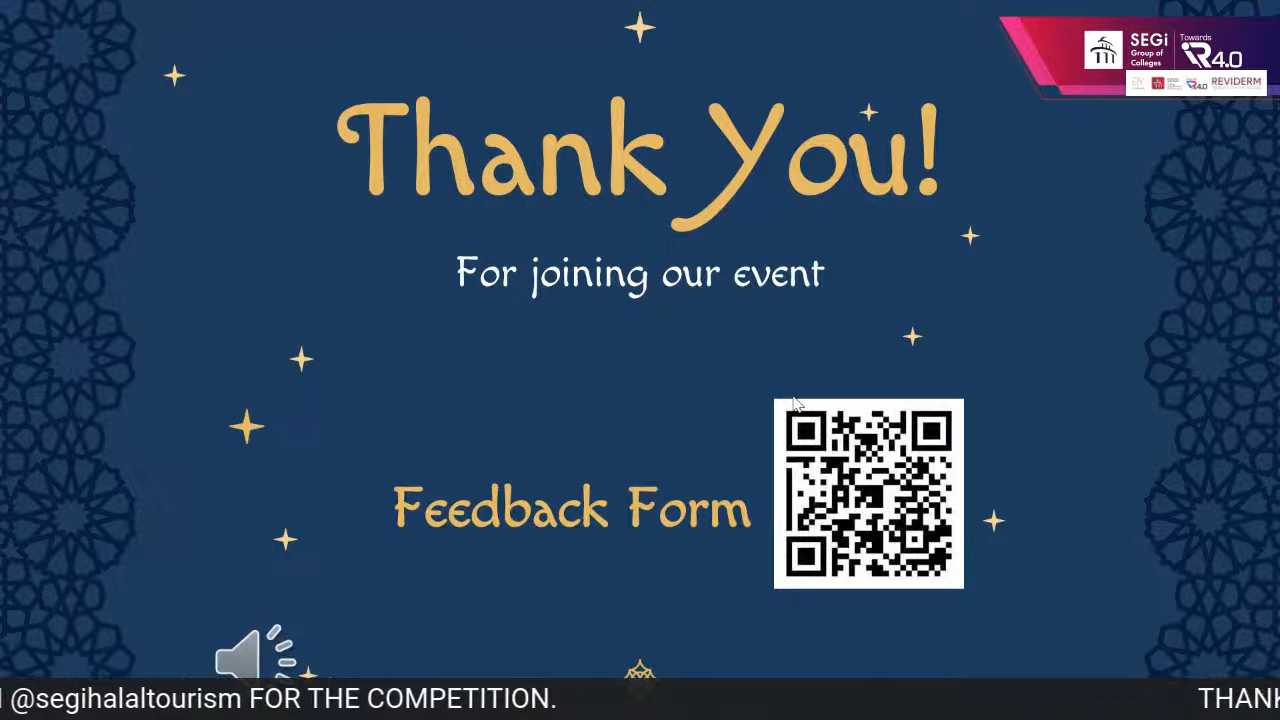 SEGi
Group of
Colleges
Towards
iR4.0
REVIDERM
Thank You!
For joining our event
Feedback Form
@segihalaltourism FOR THE COMPETITION.